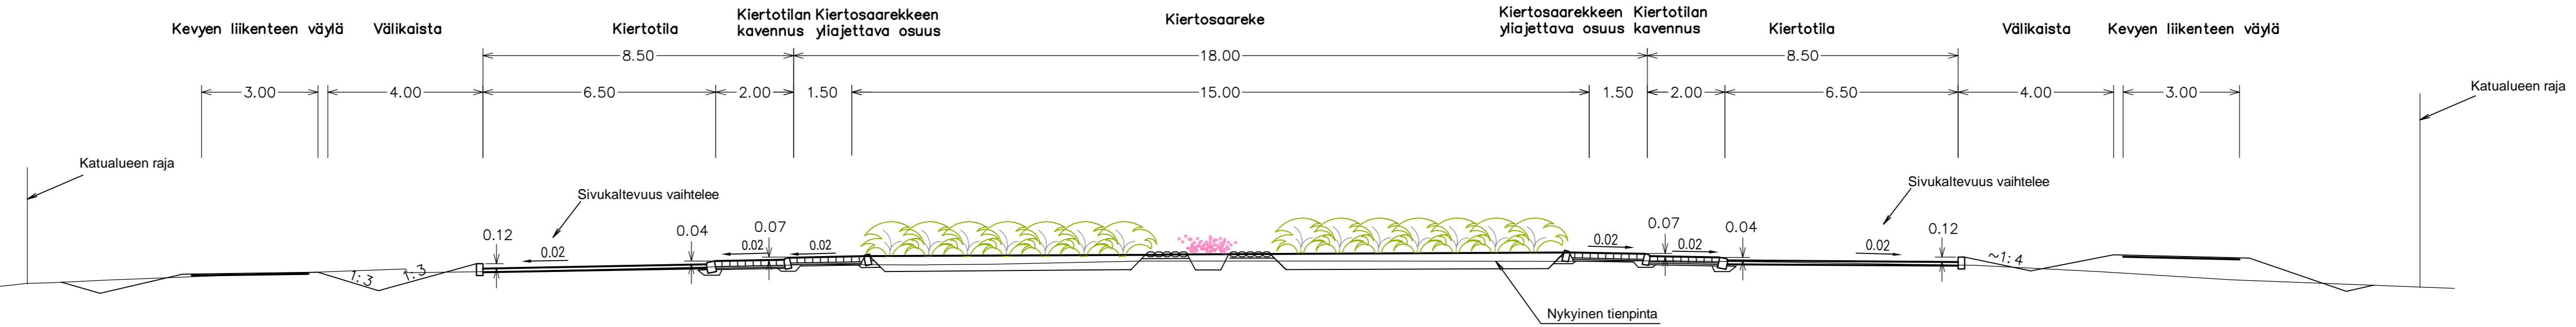 Kevyen liikenteen väylä
Välikaista
Kiertotila
Kiertotilan
kavennus
Kiertosaarekkeen
yliajettava osuus
Kiertosaareke
Kiertosaarekkeen
yliajettava osuus
Kiertotilan
kavennus
Kiertotila
Välikaista
Kevyen liikenteen väylä
8.50
18.00
8.50
3.00
4.00
6.50
2.00
1.50
15.00
1.50
2.00
6.50
4.00
3.00
Katualueen raja
Katualueen raja
Sivukaltevuus vaihtelee
Sivukaltevuus vaihtelee
1:3
1:3
0.12
0.02
0.04
0.02
0.07
0.02
0.02
0.07
0.02
0.04
0.02
0.12
~1:4
Nykyinen tienpinta